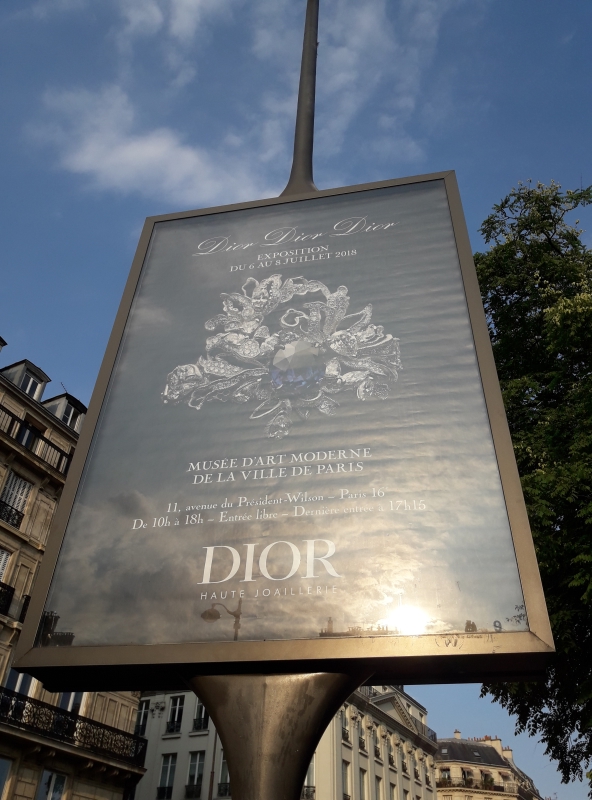 Dior Dior Dior
EXPOSITION
DU 6 AU 8 JUILLET 2018
MUSÉE D'ART MODERNE
DE LA VILLE DE PARIS
11, avenue du Président-Wilson – Paris 16
De 10h à 18h – Entrée libre – Dernière entrée à 17h15
DIOR
HAUTE JOAILLERIE